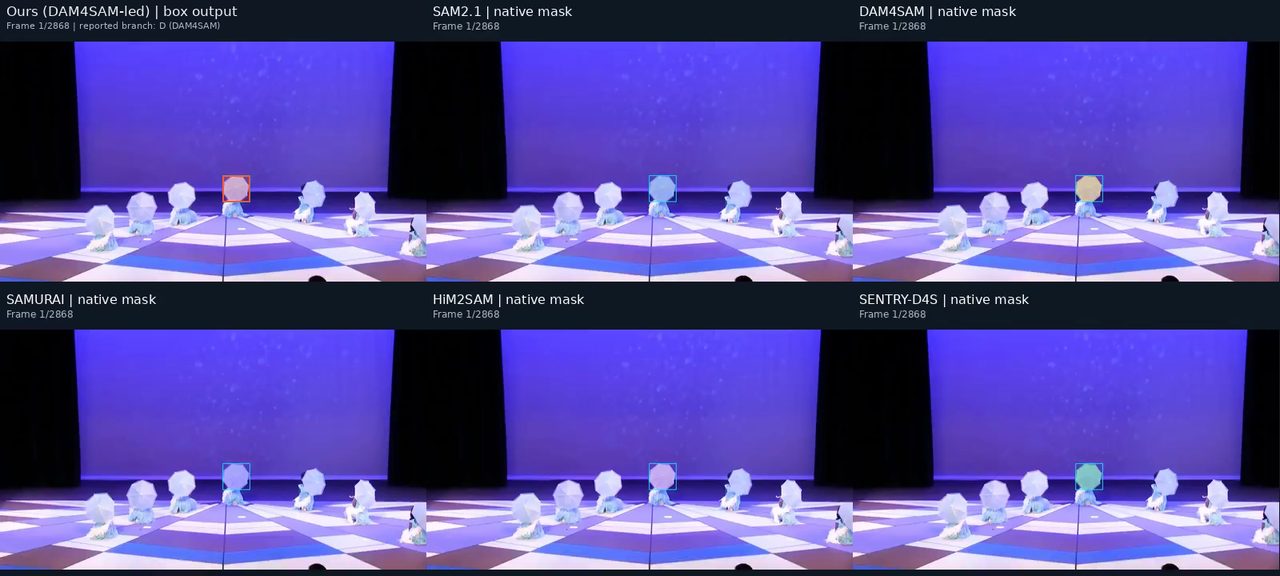 Ours (DAM4SAM-led) | box output
Frame 1/2868 | reported branch: D (DAM4SAM)
SAM2.1 | native mask
Frame 1/2868
DAM4SAM | native mask
Frame 1/2868
SAMURAI | native mask
Frame 1/2868
HiM2SAM | native mask
Frame 1/2868
SENTRY-D4S | native mask
Frame 1/2868